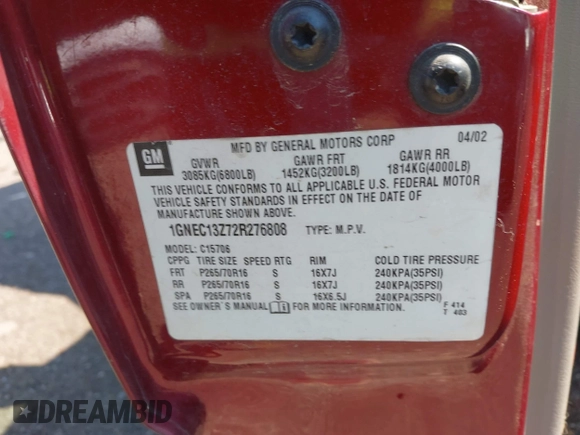 GM
MFD BY GENERAL MOTORS CORP 04/02
GVWR GAWR FRT GAWR RR
3085KG(6800LB) 1452KG(3200LB) 1814KG(4000LB)
THIS VEHICLE CONFORMS TO ALL APPLICABLE U.S. FEDERAL MOTOR
VEHICLE SAFETY STANDARDS IN EFFECT ON THE DATE OF
MANUFACTURE SHOWN ABOVE.
1GNEC13Z72R276808 TYPE: M.P.V.
MODEL: C15706
CPPG TIRE SIZE SPEED RTG RIM COLD TIRE PRESSURE
FRT P265/70R16 S 16X7J 240KPA(35PSI)
RR P265/70R16 S 16X7J 240KPA(35PSI)
SPA P265/70R16 S 16X6.5J 240KPA(35PSI)
SEE OWNER'S MANUAL FOR MORE INFORMATION.
F 414
T 403
DREAMBID